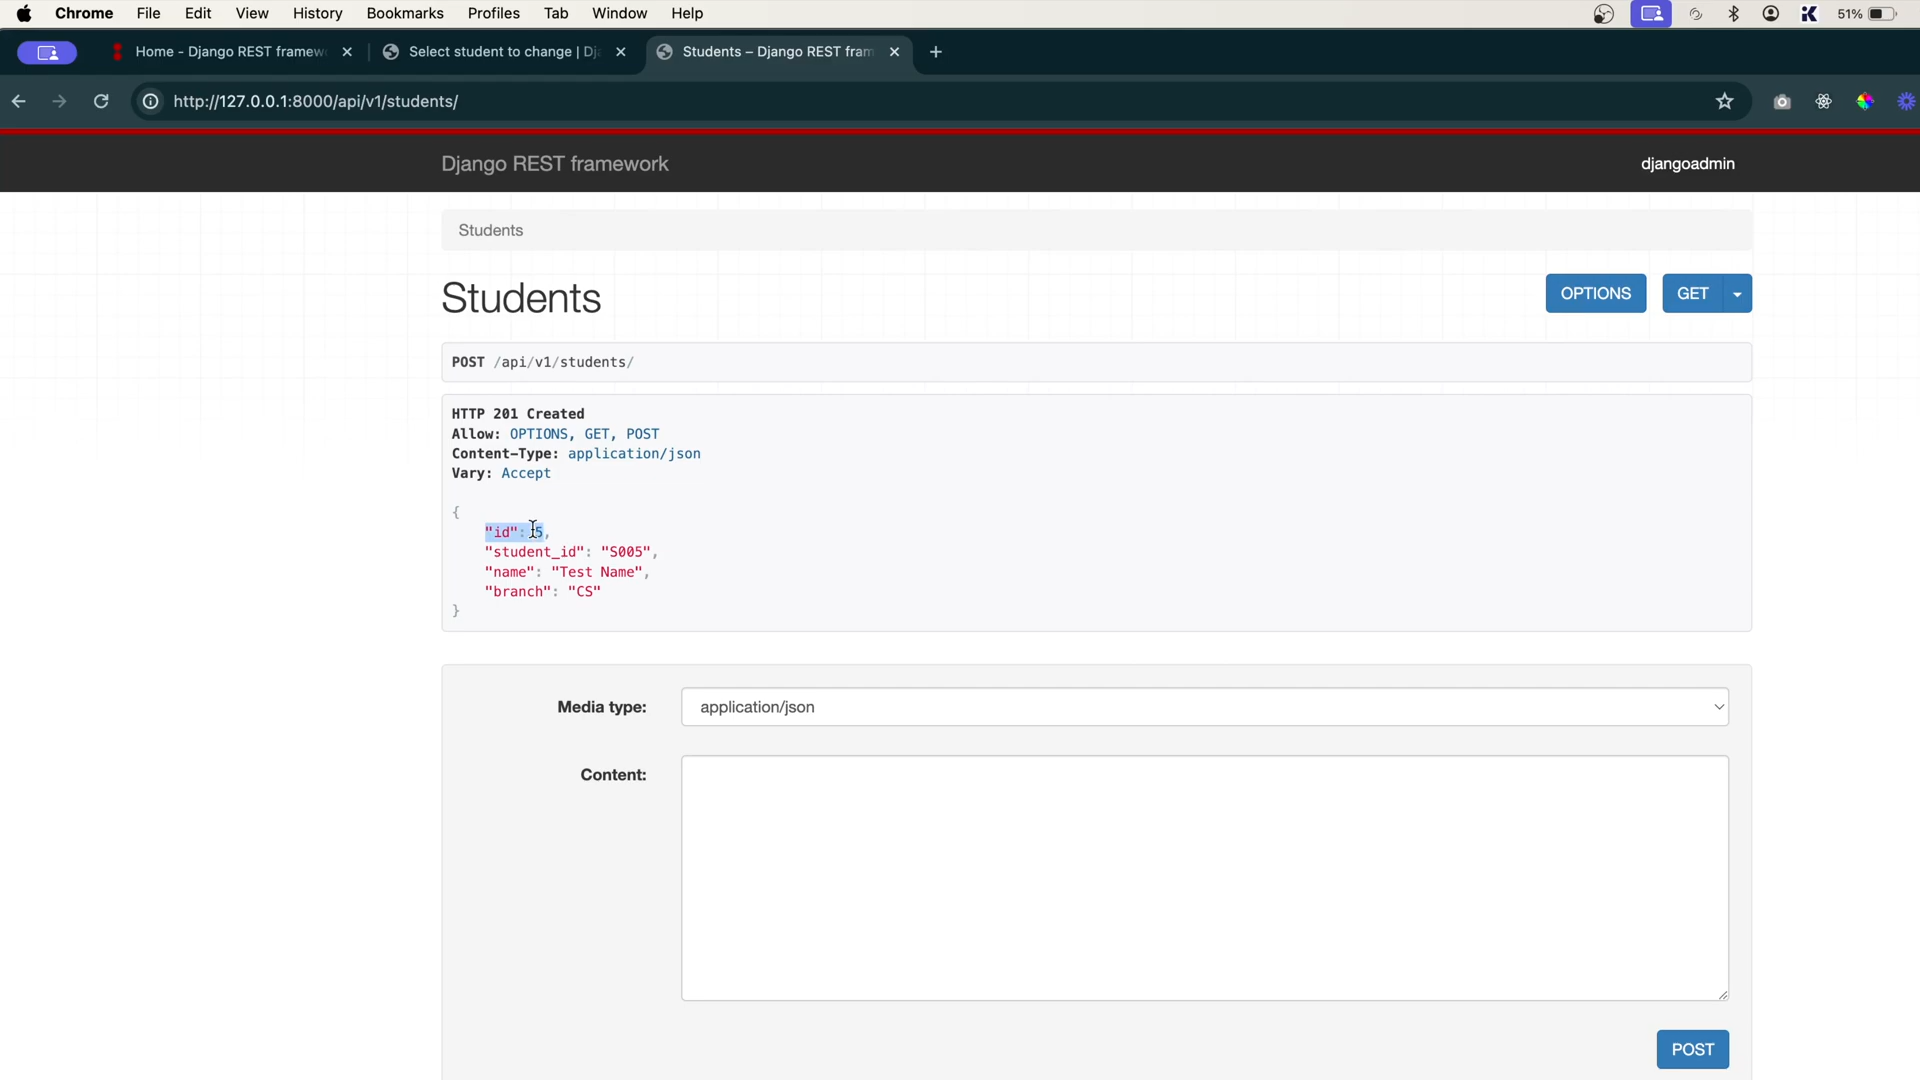 Chrome File Edit View History Bookmarks Profiles Tab Window Help 51%
Home - Django REST framew Select student to change | Dj Students – Django REST fram
http://127.0.0.1:8000/api/v1/students/
Django REST framework djangoadmin
Students
Students OPTIONS GET
POST /api/v1/students/
HTTP 201 Created
Allow: OPTIONS, GET, POST
Content-Type: application/json
Vary: Accept
{
"id": 5,
"student_id": "S005",
"name": "Test Name",
"branch": "CS"
}
Media type: application/json
Content:
POST